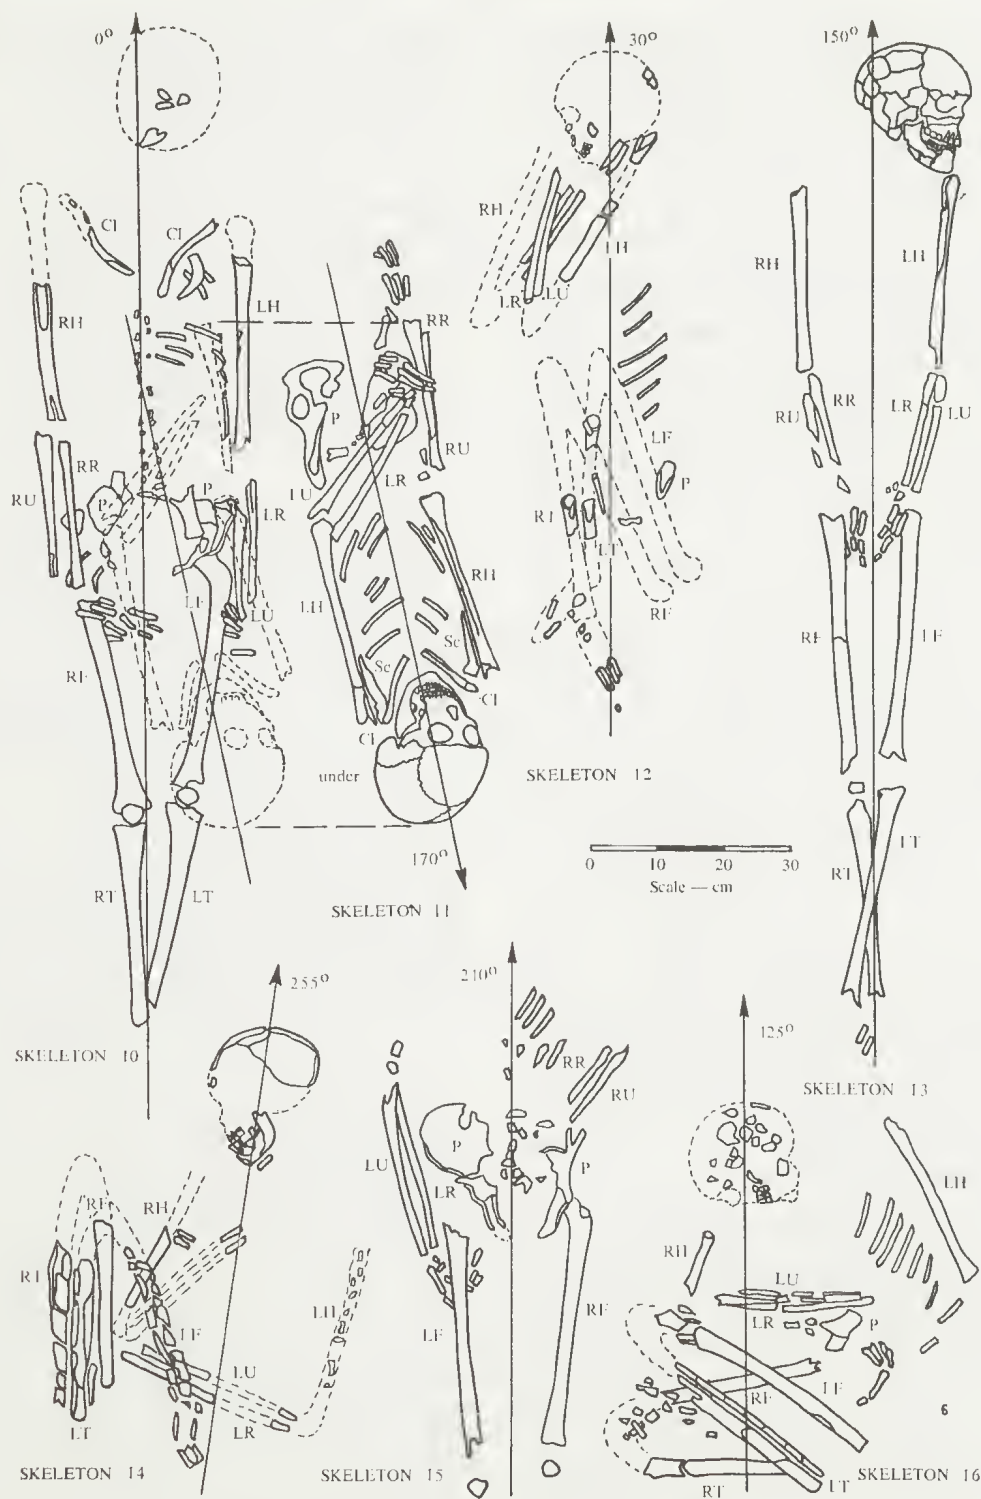 0°
Cl
Cl
RH
LH
RR
RU
P
P
LR
LF
LU
RF
RT
LT
SKELETON 10
RR
P
RU
LU
LR
LH
RH
Sc
Sc
Cl
Cl
under
170°
SKELETON 11
30°
RH
LH
LR
LU
LF
P
RT
LT
RF
SKELETON 12
0 10 20 30
Scale — cm
150°
RH
LH
RR
RU
LR
LU
RF
LF
RT
LT
SKELETON 13
255°
RF
RH
RT
LH
LF
LU
LR
LT
SKELETON 14
210°
RR
RU
LU
P
P
LR
RF
LF
SKELETON 15
125°
LH
RH
LU
LR
P
RF
LF
RT
LT
6
SKELETON 16